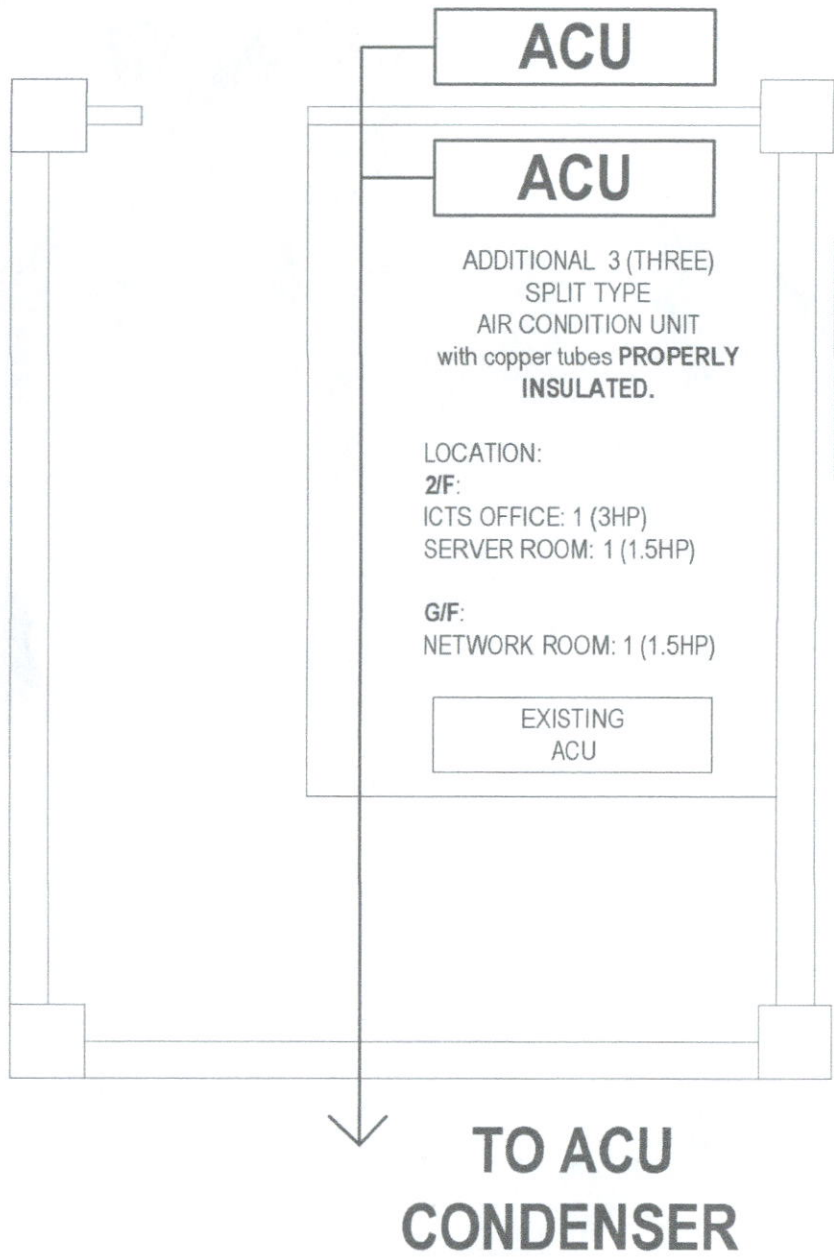 ACU
ACU
ADDITIONAL 3 (THREE)
SPLIT TYPE
AIR CONDITION UNIT
with copper tubes PROPERLY
INSULATED.
LOCATION:
2/F:
ICTS OFFICE: 1 (3HP)
SERVER ROOM: 1 (1.5HP)
G/F:
NETWORK ROOM: 1 (1.5HP)
EXISTING
ACU
TO ACU
CONDENSER